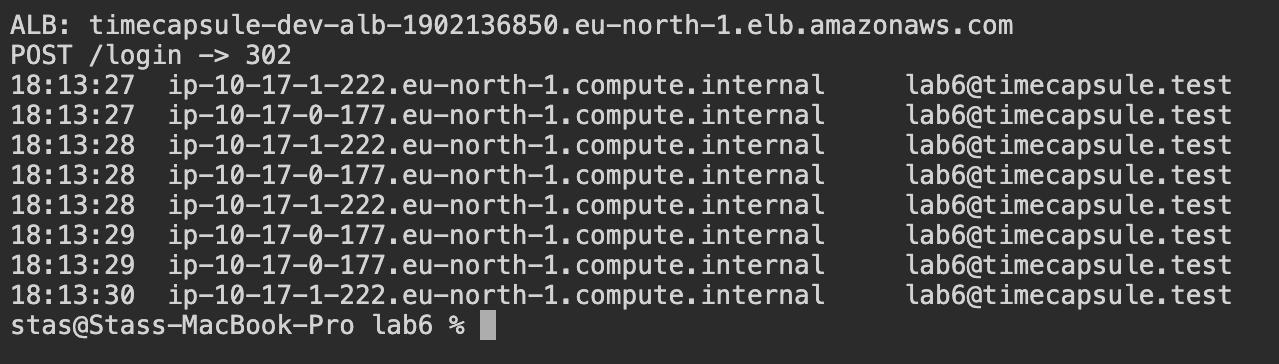 ALB: timecapsule-dev-alb-1902136850.eu-north-1.elb.amazonaws.com
POST /login -> 302
18:13:27  ip-10-17-1-222.eu-north-1.compute.internal     lab6@timecapsule.test
18:13:27  ip-10-17-0-177.eu-north-1.compute.internal     lab6@timecapsule.test
18:13:28  ip-10-17-1-222.eu-north-1.compute.internal     lab6@timecapsule.test
18:13:28  ip-10-17-0-177.eu-north-1.compute.internal     lab6@timecapsule.test
18:13:28  ip-10-17-1-222.eu-north-1.compute.internal     lab6@timecapsule.test
18:13:29  ip-10-17-0-177.eu-north-1.compute.internal     lab6@timecapsule.test
18:13:29  ip-10-17-0-177.eu-north-1.compute.internal     lab6@timecapsule.test
18:13:30  ip-10-17-1-222.eu-north-1.compute.internal     lab6@timecapsule.test
stas@Stass-MacBook-Pro lab6 %